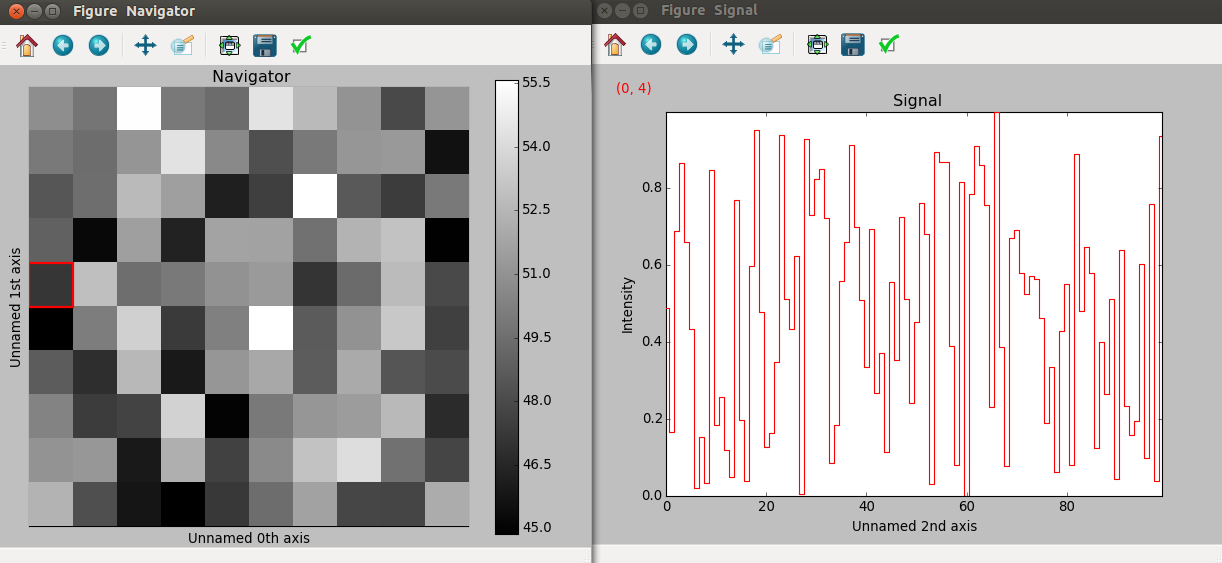 Figure Navigator
Navigator
55.5
54.0
52.5
51.0
49.5
48.0
46.5
45.0
Unnamed 1st axis
Unnamed 0th axis
Figure Signal
(0, 4)
Signal
0.8
0.6
0.4
0.2
0.0
Intensity
0
20
40
60
80
Unnamed 2nd axis